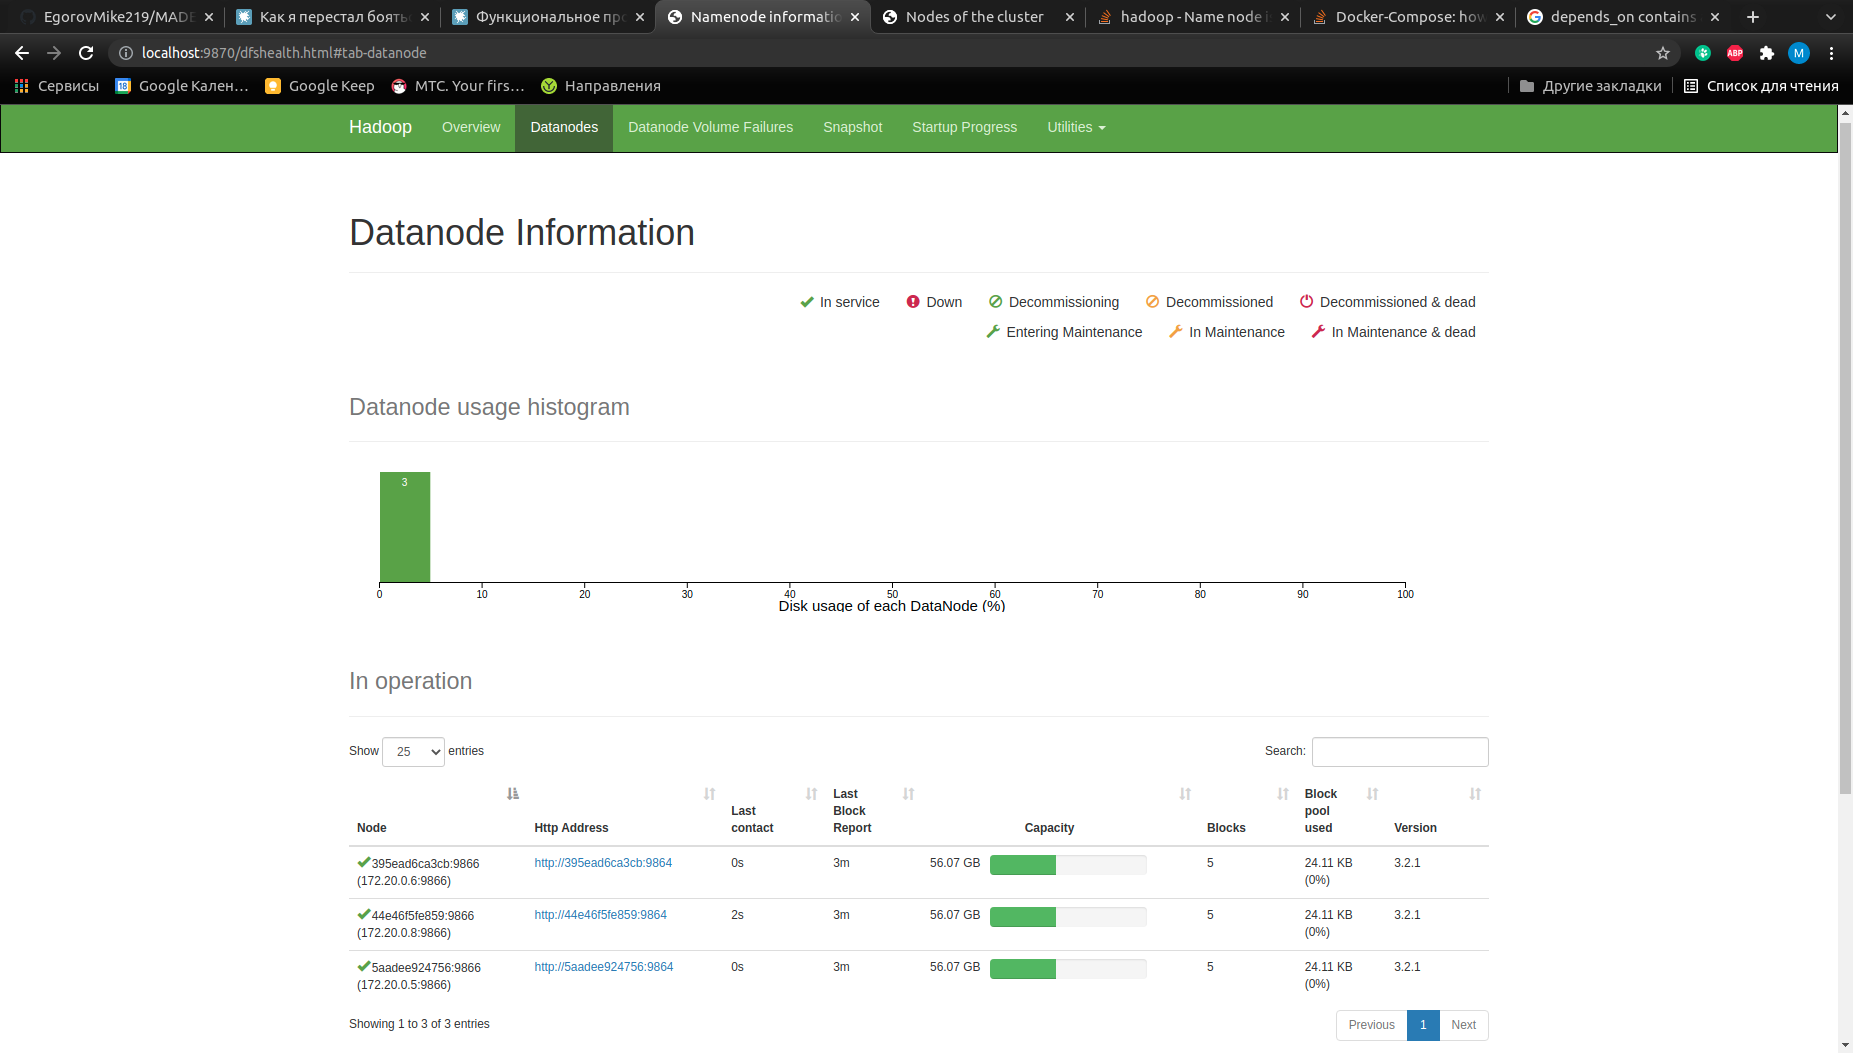 EgorovMike219/MADE
Как я перестал боятьс
Функциональное про
Namenode informatio
Nodes of the cluster
hadoop - Name node i
Docker-Compose: how
depends_on contains
localhost:9870/dfshealth.html#tab-datanode
ABP
M
Сервисы
18
Google Кален…
Google Keep
МТС. Your firs…
Направления
Другие закладки
Список для чтения
Hadoop Overview Datanodes Datanode Volume Failures Snapshot Startup Progress Utilities
Datanode Information
In service Down Decommissioning Decommissioned Decommissioned & dead
Entering Maintenance In Maintenance In Maintenance & dead
Datanode usage histogram
3
0 10 20 30 40 50 60 70 80 90 100
Disk usage of each DataNode (%)
In operation
Show 25 entries Search:
Node Http Address Last contact Last Block Report Capacity Blocks Block pool used Version
395ead6ca3cb:9866 http://395ead6ca3cb:9864 0s 3m 56.07 GB 5 24.11 KB 3.2.1
(172.20.0.6:9866) (0%)
44e46f5fe859:9866 http://44e46f5fe859:9864 2s 3m 56.07 GB 5 24.11 KB 3.2.1
(172.20.0.8:9866) (0%)
5aadee924756:9866 http://5aadee924756:9864 0s 3m 56.07 GB 5 24.11 KB 3.2.1
(172.20.0.5:9866) (0%)
Showing 1 to 3 of 3 entries Previous 1 Next